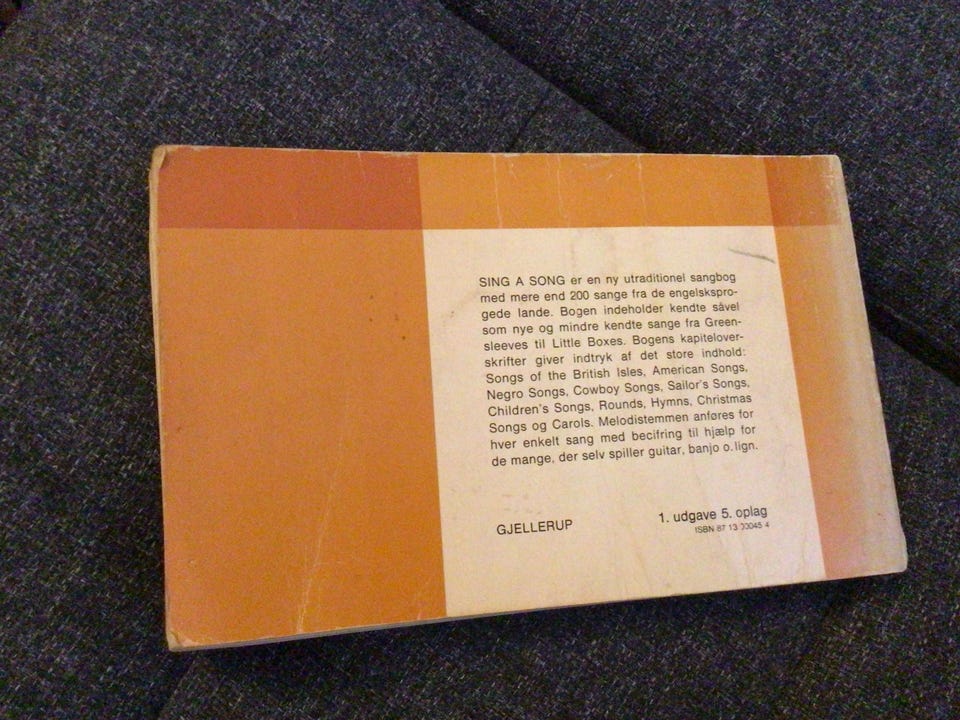 SING A SONG er en ny utraditionel sangbog
med mere end 200 sange fra de engelskspro-
gede lande. Bogen indeholder kendte såvel
som nye og mindre kendte sange fra Green-
sleeves til Little Boxes. Bogens kapitelover-
skrifter giver indtryk af det store indhold:
Songs of the British Isles, American Songs,
Negro Songs, Cowboy Songs, Sailor's Songs,
Children's Songs, Rounds, Hymns, Christmas
Songs og Carols. Melodistemmen anføres for
hver enkelt sang med becifring til hjælp for
de mange, der selv spiller guitar, banjo o.lign.
GJELLERUP
1. udgave 5. oplag
ISBN 87 13 00045 4